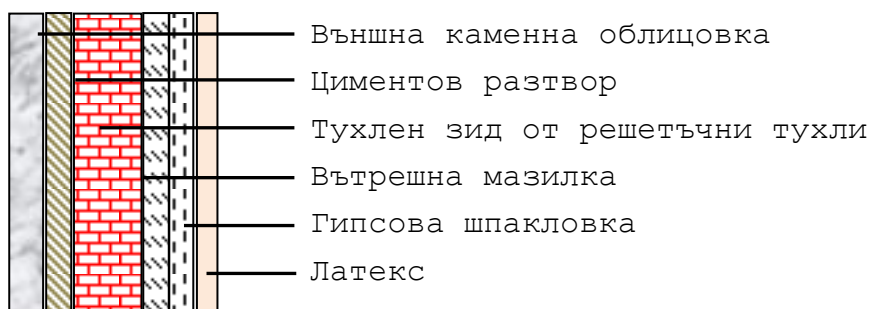 Външна каменна облицовка
Циментов разтвор
Тухлен зид от решетъчни тухли
Вътрешна мазилка
Гипсова шпакловка
Латекс